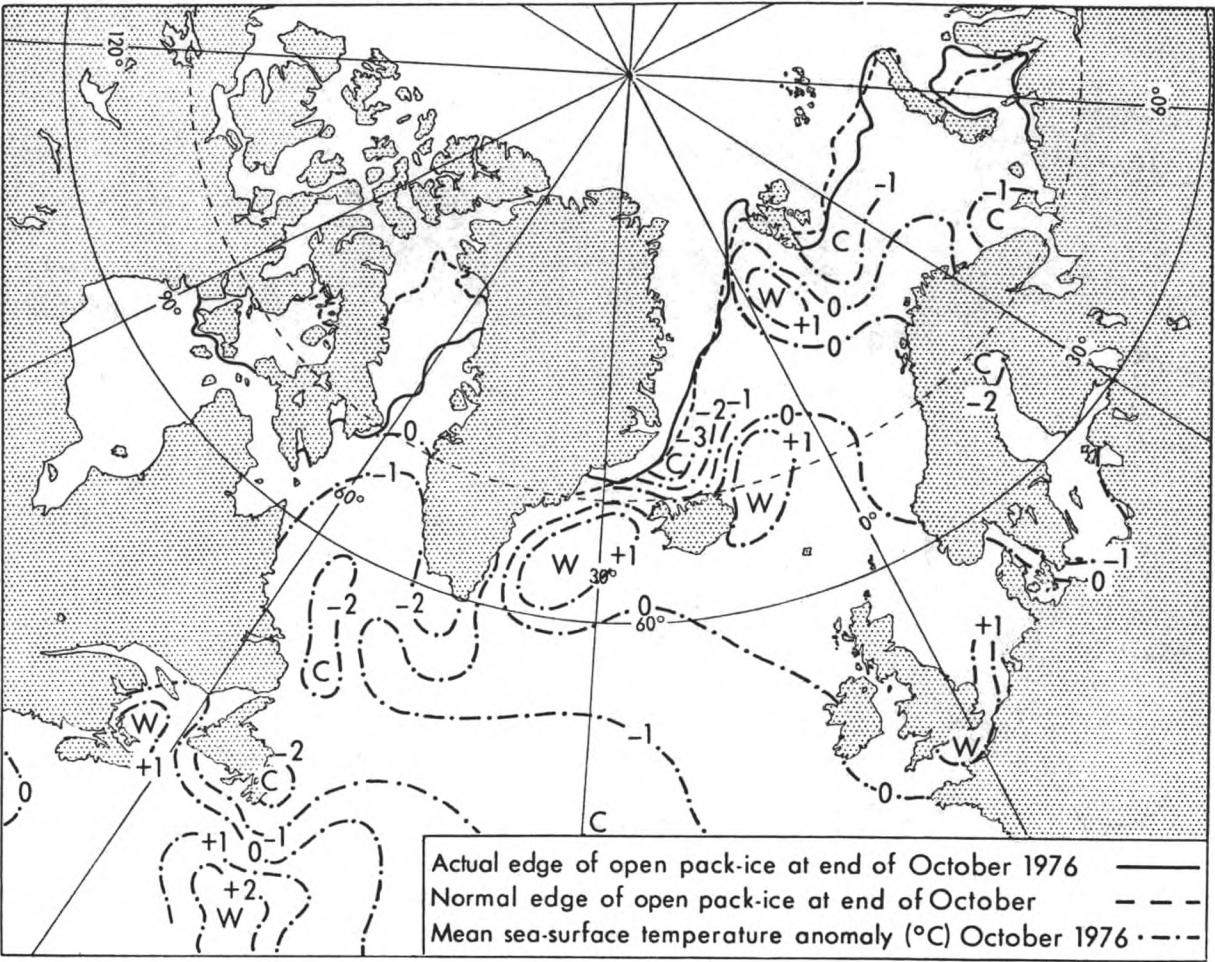 120°
60°
-1
-1
C
C
W
0
+1
0
90°
30°
C
-2
-2
-1
0
-3
+1
C
W
0
-1
60°
0°
W
+1
30°
-1
0
-2
-2
0
60°
+1
C
W
-1
W
+1
-2
C
0
0
C
+1
0
-1
+2
W
Actual edge of open pack-ice at end of October 1976
Normal edge of open pack-ice at end of October
Mean sea-surface temperature anomaly (°C) October 1976